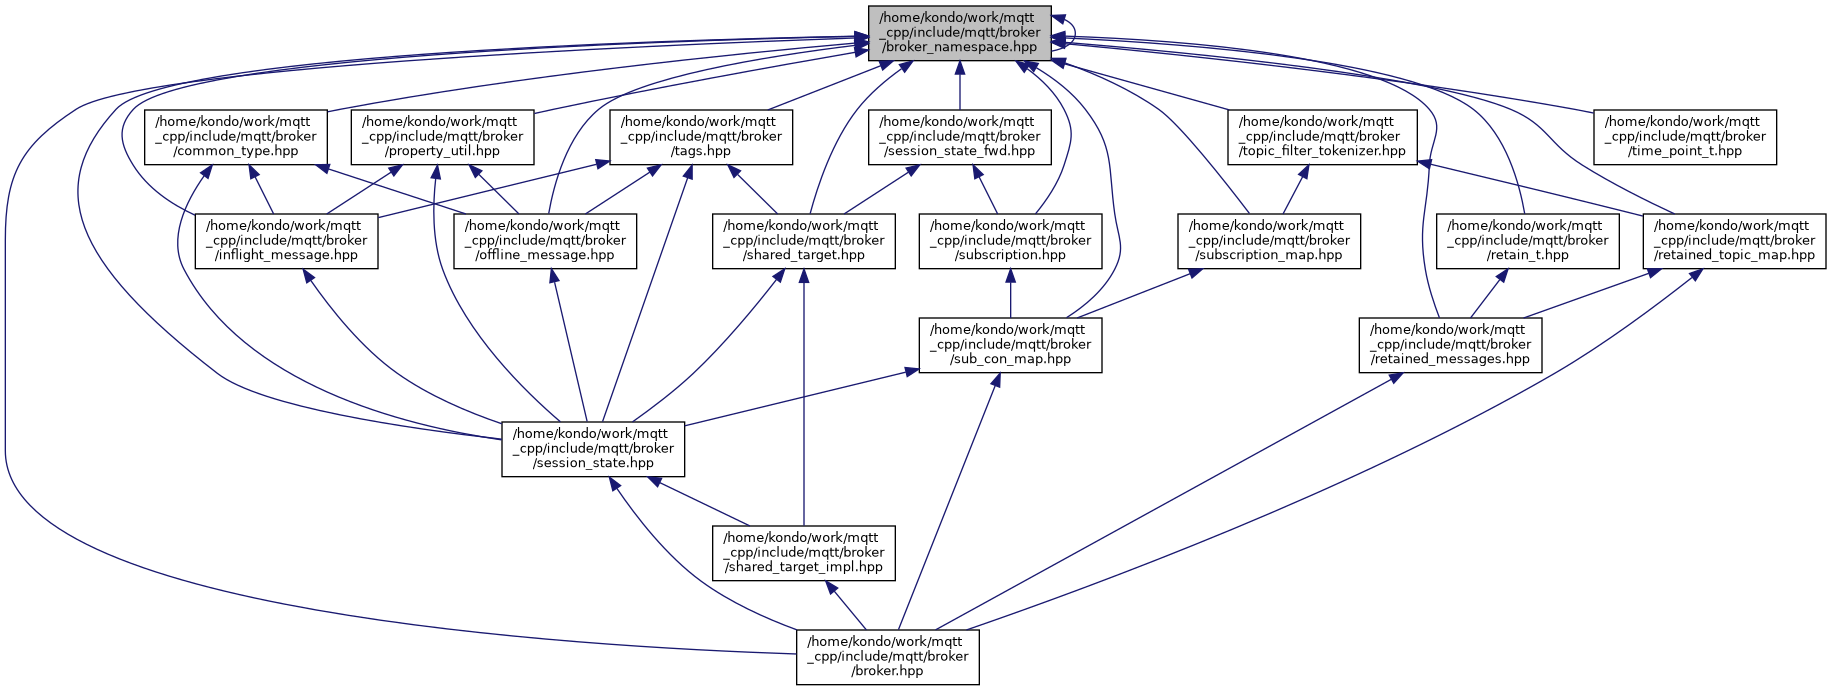 /home/kondo/work/mqtt
_cpp/include/mqtt/broker
/broker_namespace.hpp
/home/kondo/work/mqtt
_cpp/include/mqtt/broker
/common_type.hpp
/home/kondo/work/mqtt
_cpp/include/mqtt/broker
/property_util.hpp
/home/kondo/work/mqtt
_cpp/include/mqtt/broker
/tags.hpp
/home/kondo/work/mqtt
_cpp/include/mqtt/broker
/session_state_fwd.hpp
/home/kondo/work/mqtt
_cpp/include/mqtt/broker
/topic_filter_tokenizer.hpp
/home/kondo/work/mqtt
_cpp/include/mqtt/broker
/time_point_t.hpp
/home/kondo/work/mqtt
_cpp/include/mqtt/broker
/inflight_message.hpp
/home/kondo/work/mqtt
_cpp/include/mqtt/broker
/offline_message.hpp
/home/kondo/work/mqtt
_cpp/include/mqtt/broker
/shared_target.hpp
/home/kondo/work/mqtt
_cpp/include/mqtt/broker
/subscription.hpp
/home/kondo/work/mqtt
_cpp/include/mqtt/broker
/subscription_map.hpp
/home/kondo/work/mqtt
_cpp/include/mqtt/broker
/retain_t.hpp
/home/kondo/work/mqtt
_cpp/include/mqtt/broker
/retained_topic_map.hpp
/home/kondo/work/mqtt
_cpp/include/mqtt/broker
/sub_con_map.hpp
/home/kondo/work/mqtt
_cpp/include/mqtt/broker
/retained_messages.hpp
/home/kondo/work/mqtt
_cpp/include/mqtt/broker
/session_state.hpp
/home/kondo/work/mqtt
_cpp/include/mqtt/broker
/shared_target_impl.hpp
/home/kondo/work/mqtt
_cpp/include/mqtt/broker
/broker.hpp